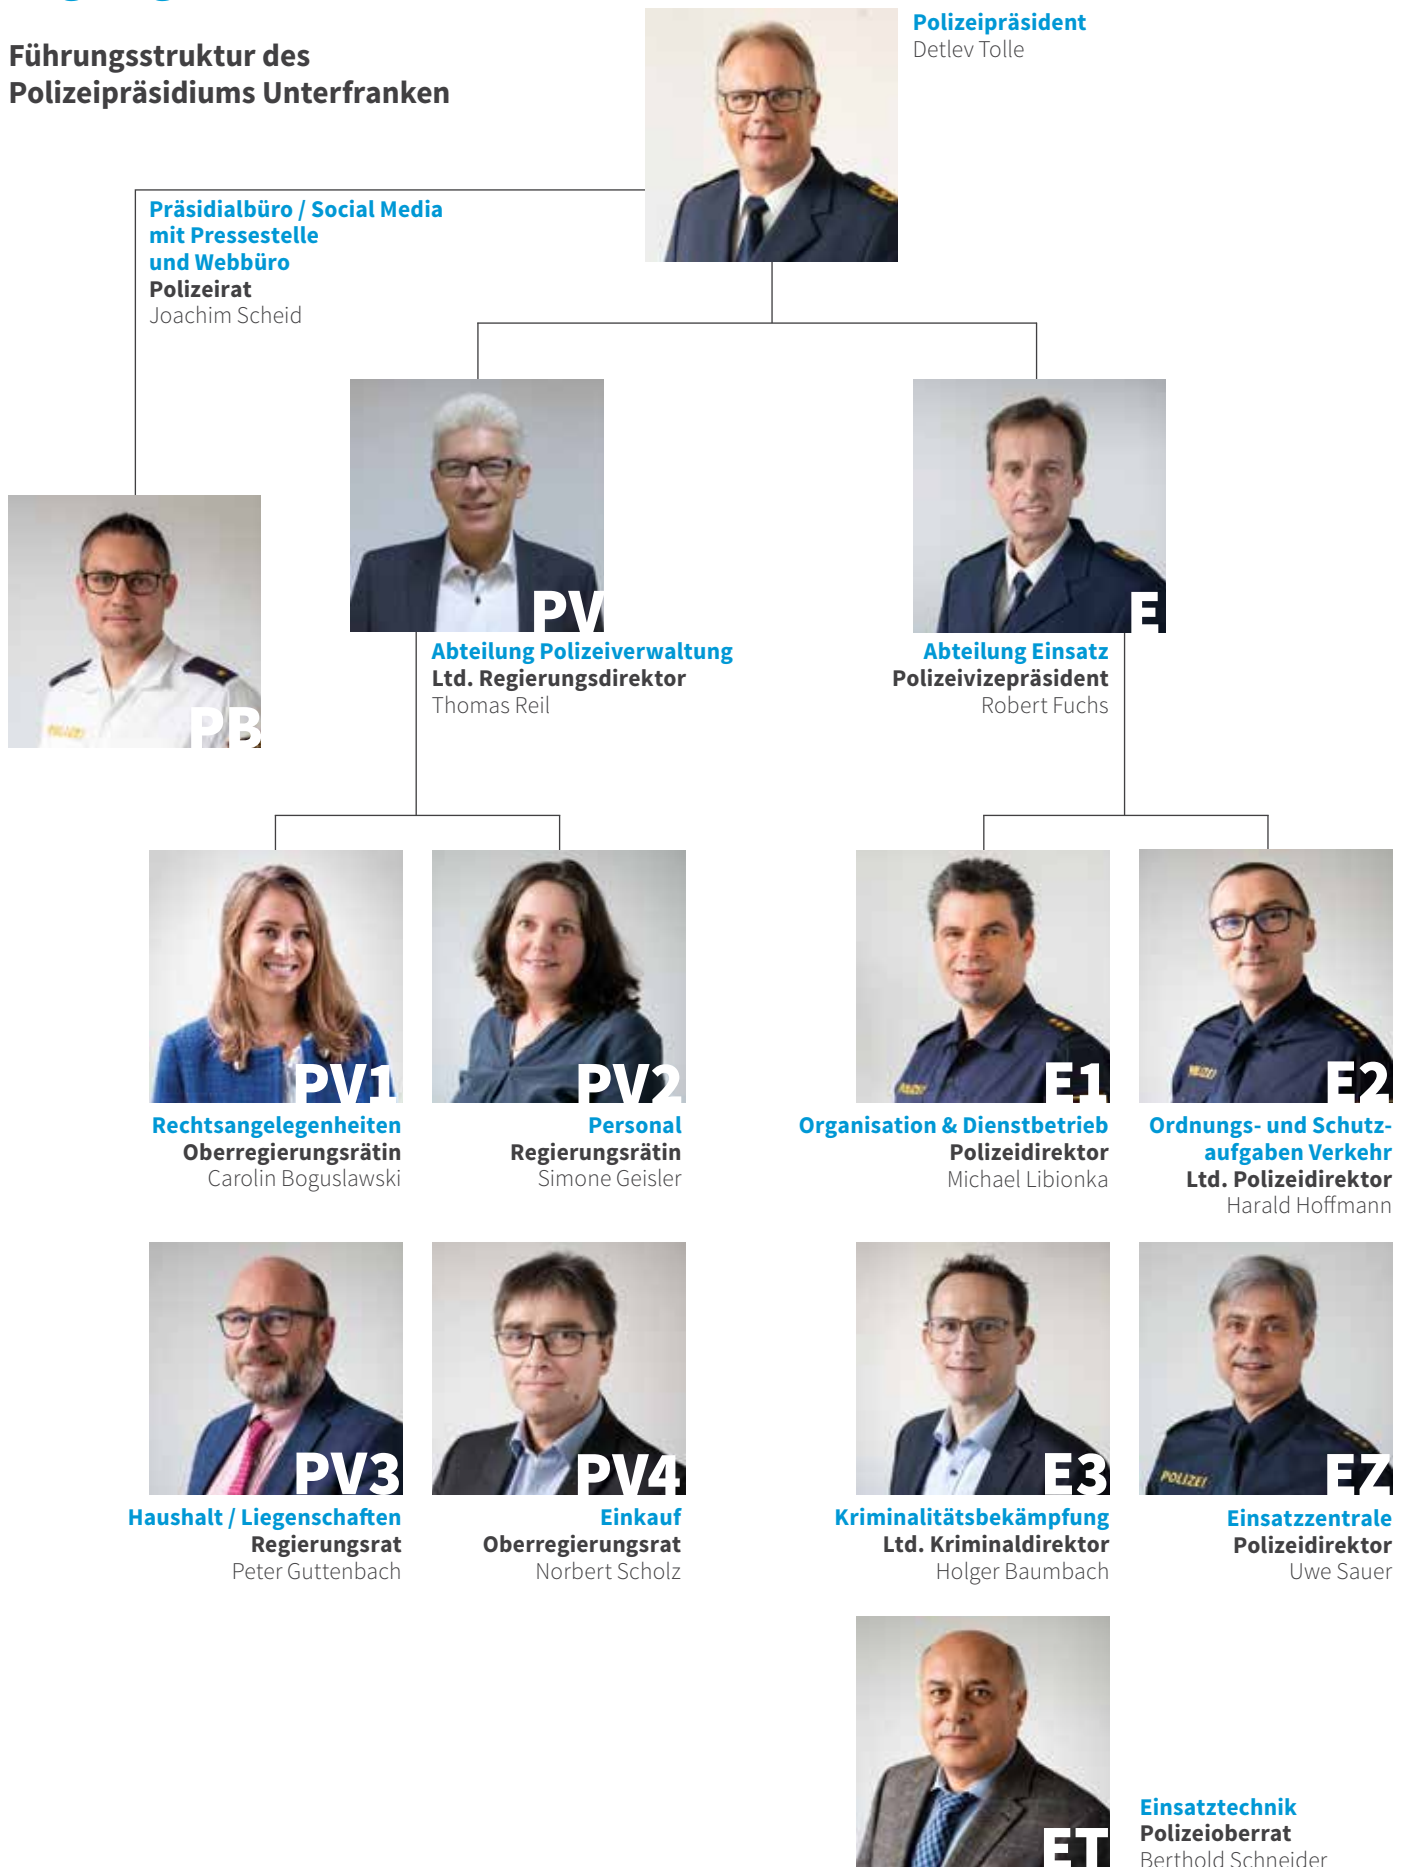 Führungsstruktur des
Polizeipräsidiums Unterfranken
Polizeipräsident
Detlev Tolle
Präsidialbüro / Social Media
mit Pressestelle
und Webbüro
Polizeirat
Joachim Scheid
PB
PV
Abteilung Polizeiverwaltung
Ltd. Regierungsdirektor
Thomas Reil
E
Abteilung Einsatz
Polizeivizepräsident
Robert Fuchs
PV1
Rechtsangelegenheiten
Oberregierungsrätin
Carolin Boguslawski
PV2
Personal
Regierungsrätin
Simone Geisler
E1
Organisation & Dienstbetrieb
Polizeidirektor
Michael Libionka
E2
Ordnungs- und Schutz-
aufgaben Verkehr
Ltd. Polizeidirektor
Harald Hoffmann
PV3
Haushalt / Liegenschaften
Regierungsrat
Peter Guttenbach
PV4
Einkauf
Oberregierungsrat
Norbert Scholz
E3
Kriminalitätsbekämpfung
Ltd. Kriminaldirektor
Holger Baumbach
POLIZEI
EZ
Einsatzzentrale
Polizeidirektor
Uwe Sauer
ET
Einsatztechnik
Polizeioberrat
Berthold Schneider